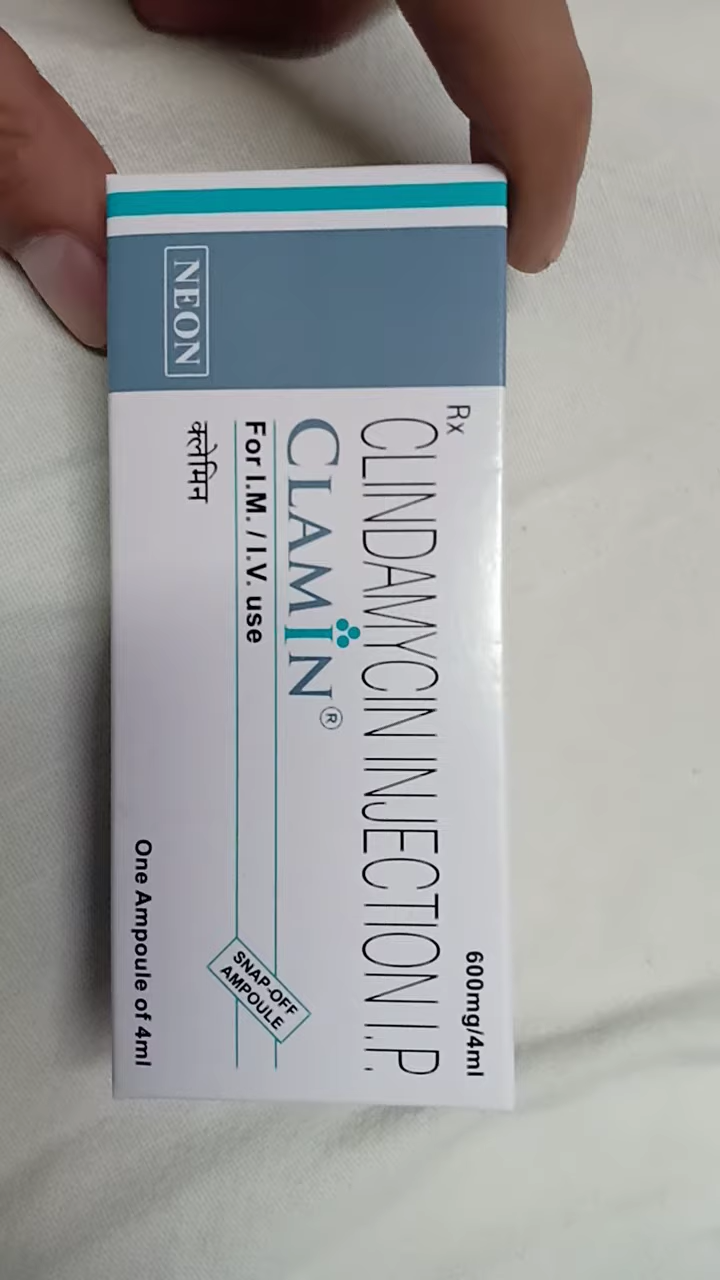 NEON
Rx
600mg/4ml
CLINDAMYCIN INJECTION I.P.
CLAMIN®
For I.M. / I.V. use
SNAP-OFF
AMPOULE
क्लेमिन
One Ampoule of 4ml